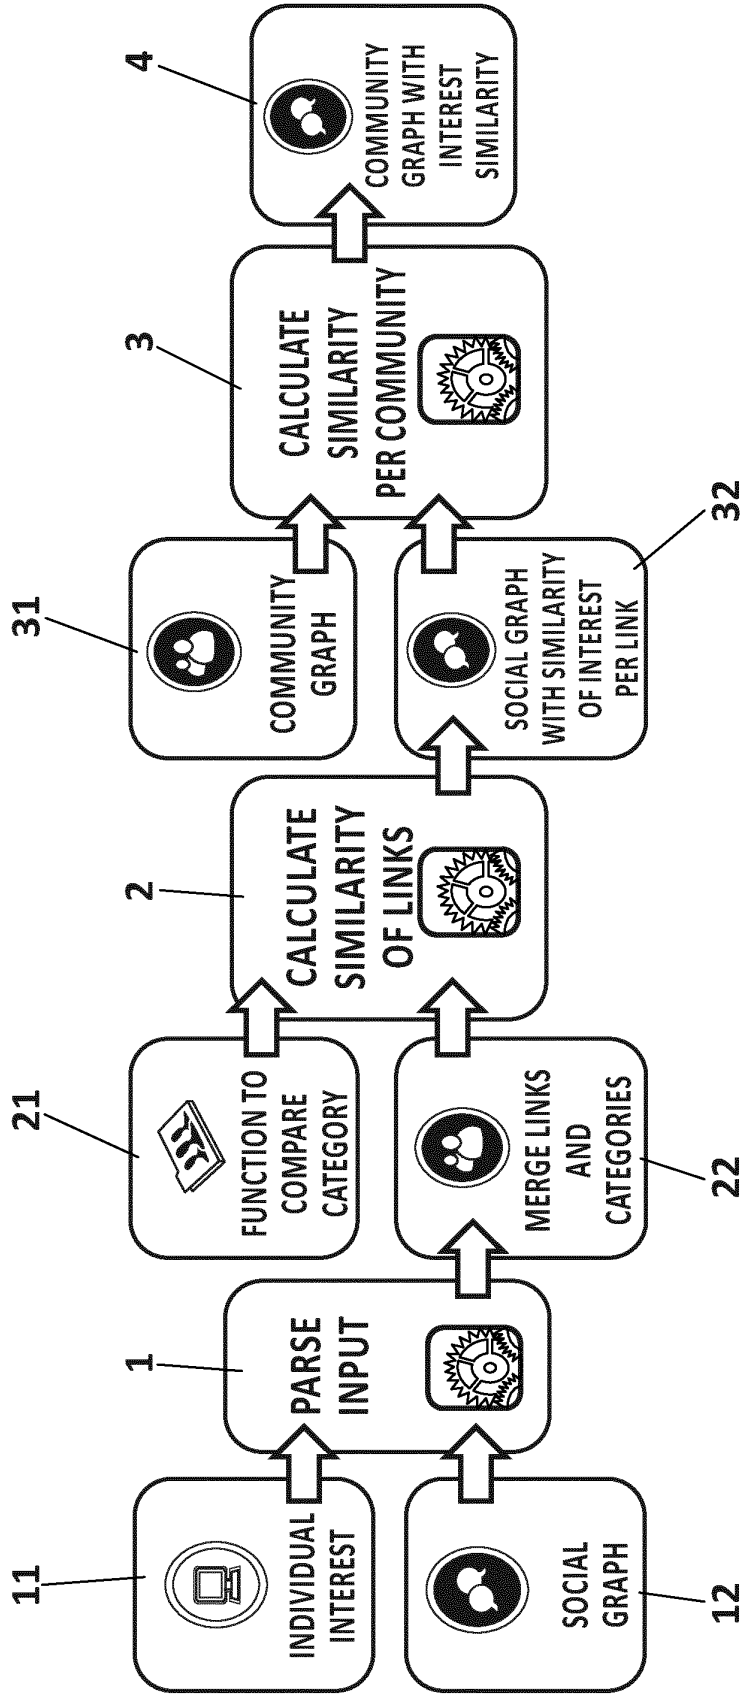 11
INDIVIDUAL
INTEREST
12
SOCIAL
GRAPH
1
PARSE
INPUT
21
FUNCTION TO
COMPARE
CATEGORY
22
MERGE LINKS
AND
CATEGORIES
2
CALCULATE
SIMILARITY
OF LINKS
31
COMMUNITY
GRAPH
32
SOCIAL GRAPH
WITH SIMILARITY
OF INTEREST
PER LINK
3
CALCULATE
SIMILARITY
PER COMMUNITY
4
COMMUNITY
GRAPH WITH
INTEREST
SIMILARITY